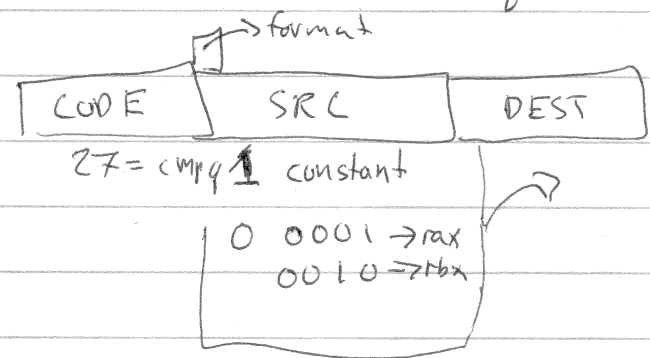 → format
CODE SRC DEST
27 = cmpq 1 constant
0 0001 → rax
0010 → rbx